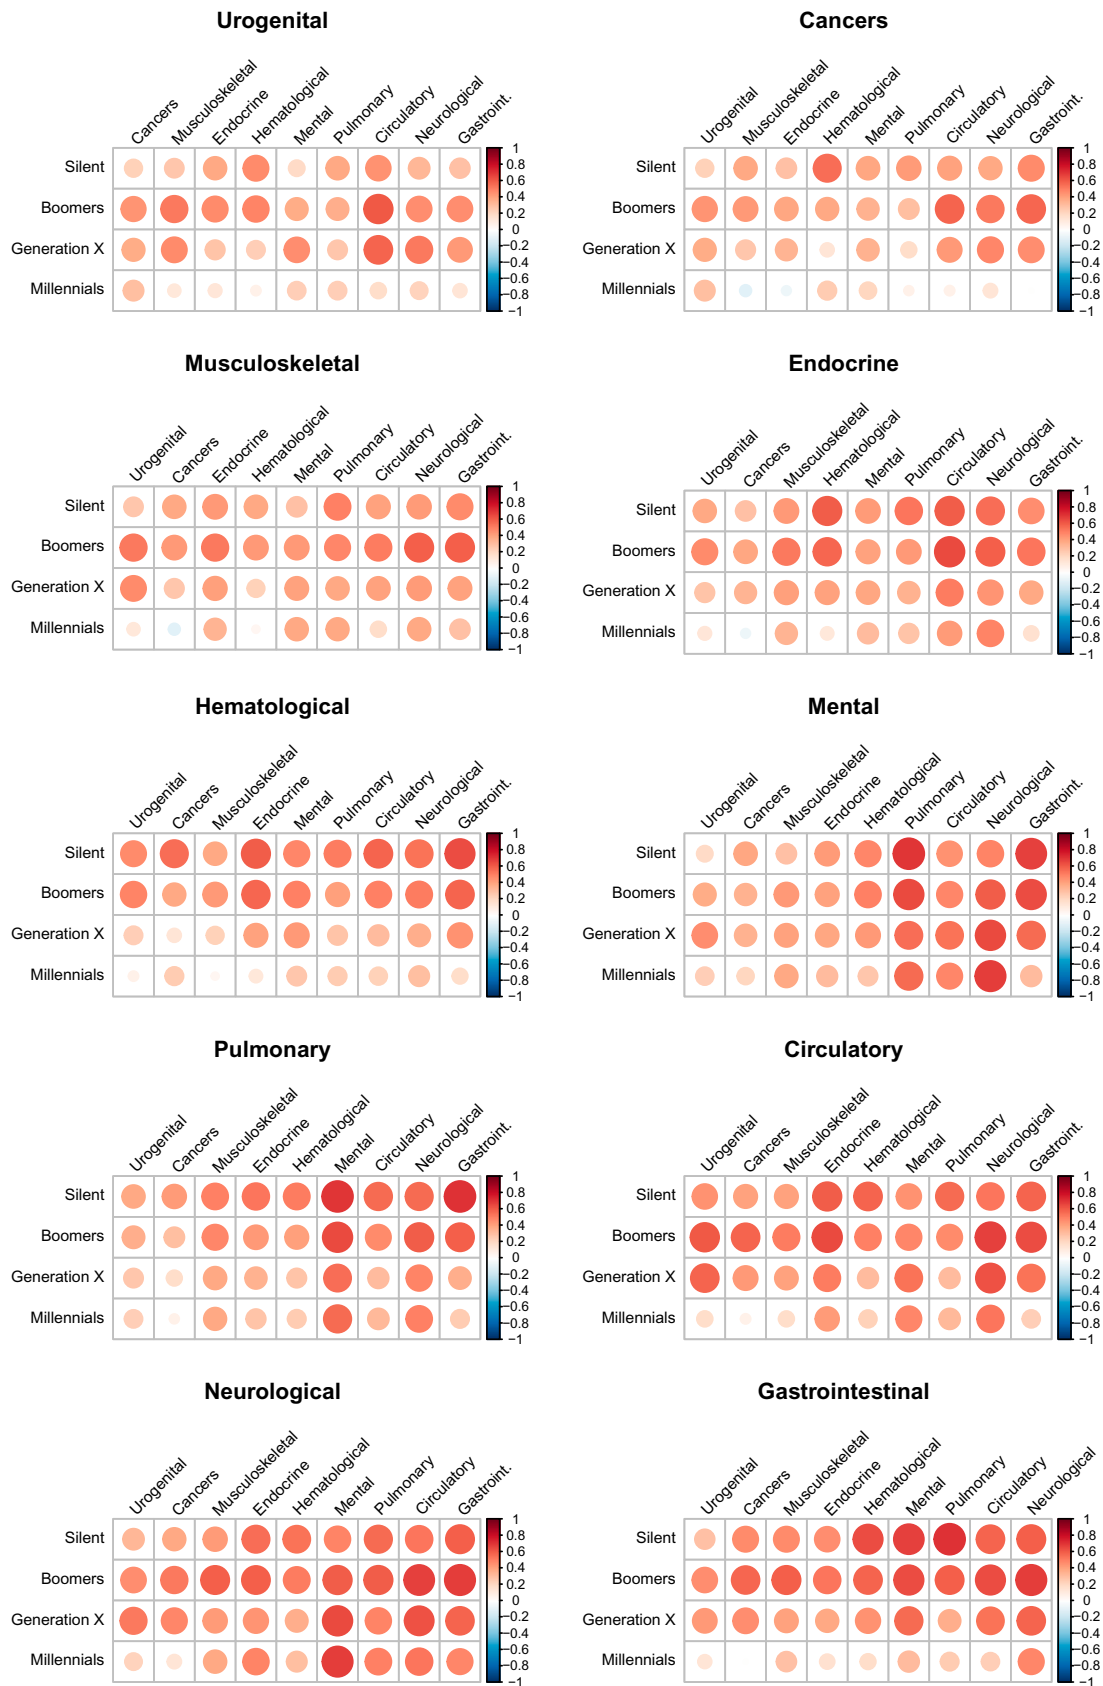 Urogenital
Cancers Musculoskeletal Endocrine Hematological Mental Pulmonary Circulatory Neurological Gastroint.
Silent
Boomers
Generation X
Millennials
1
0.8
0.6
0.4
0.2
0
−0.2
−0.4
−0.6
−0.8
−1
Cancers
Urogenital Musculoskeletal Endocrine Hematological Mental Pulmonary Circulatory Neurological Gastroint.
Silent
Boomers
Generation X
Millennials
1
0.8
0.6
0.4
0.2
0
−0.2
−0.4
−0.6
−0.8
−1
Musculoskeletal
Urogenital Cancers Endocrine Hematological Mental Pulmonary Circulatory Neurological Gastroint.
Silent
Boomers
Generation X
Millennials
1
0.8
0.6
0.4
0.2
0
−0.2
−0.4
−0.6
−0.8
−1
Endocrine
Urogenital Cancers Musculoskeletal Hematological Mental Pulmonary Circulatory Neurological Gastroint.
Silent
Boomers
Generation X
Millennials
1
0.8
0.6
0.4
0.2
0
−0.2
−0.4
−0.6
−0.8
−1
Hematological
Urogenital Cancers Musculoskeletal Endocrine Mental Pulmonary Circulatory Neurological Gastroint.
Silent
Boomers
Generation X
Millennials
1
0.8
0.6
0.4
0.2
0
−0.2
−0.4
−0.6
−0.8
−1
Mental
Urogenital Cancers Musculoskeletal Endocrine Hematological Pulmonary Circulatory Neurological Gastroint.
Silent
Boomers
Generation X
Millennials
1
0.8
0.6
0.4
0.2
0
−0.2
−0.4
−0.6
−0.8
−1
Pulmonary
Urogenital Cancers Musculoskeletal Endocrine Hematological Mental Circulatory Neurological Gastroint.
Silent
Boomers
Generation X
Millennials
1
0.8
0.6
0.4
0.2
0
−0.2
−0.4
−0.6
−0.8
−1
Circulatory
Urogenital Cancers Musculoskeletal Endocrine Hematological Mental Pulmonary Neurological Gastroint.
Silent
Boomers
Generation X
Millennials
1
0.8
0.6
0.4
0.2
0
−0.2
−0.4
−0.6
−0.8
−1
Neurological
Urogenital Cancers Musculoskeletal Endocrine Hematological Mental Pulmonary Circulatory Gastroint.
Silent
Boomers
Generation X
Millennials
1
0.8
0.6
0.4
0.2
0
−0.2
−0.4
−0.6
−0.8
−1
Gastrointestinal
Urogenital Cancers Musculoskeletal Endocrine Hematological Mental Pulmonary Circulatory Neurological
Silent
Boomers
Generation X
Millennials
1
0.8
0.6
0.4
0.2
0
−0.2
−0.4
−0.6
−0.8
−1